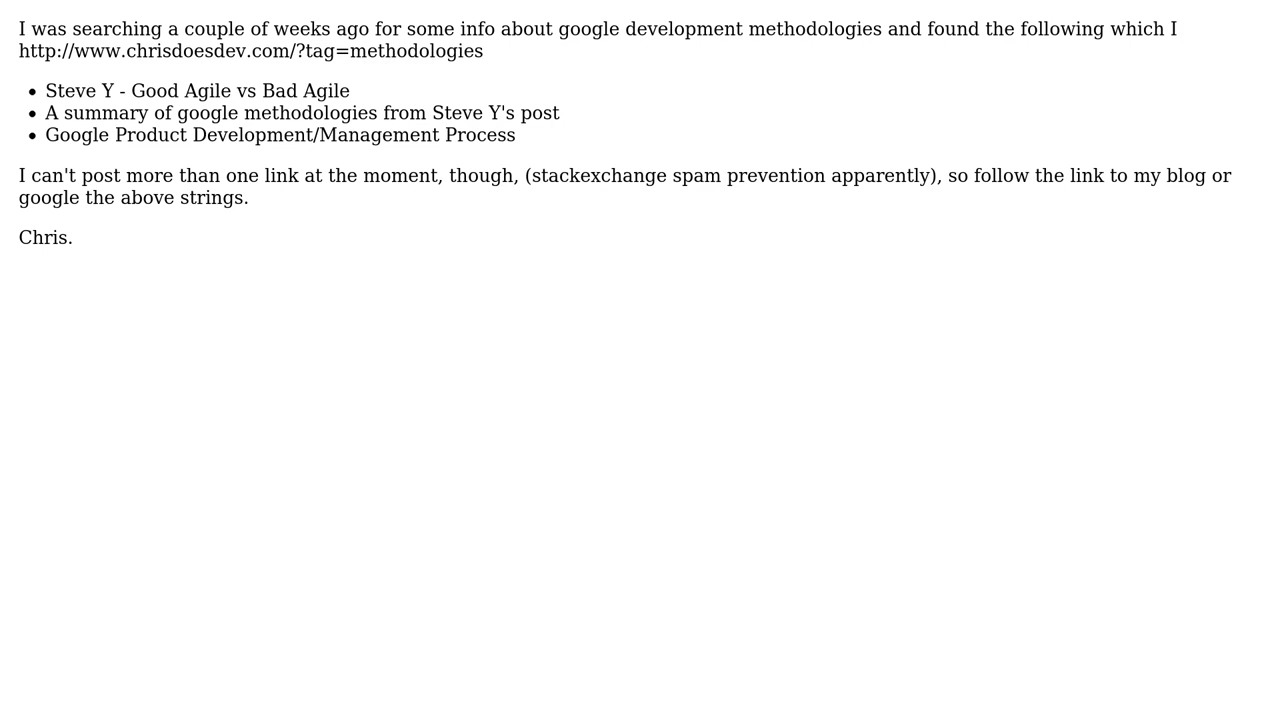 I was searching a couple of weeks ago for some info about google development methodologies and found the following which I
http://www.chrisdoesdev.com/?tag=methodologies
• Steve Y - Good Agile vs Bad Agile
• A summary of google methodologies from Steve Y's post
• Google Product Development/Management Process
I can't post more than one link at the moment, though, (stackexchange spam prevention apparently), so follow the link to my blog or
google the above strings.
Chris.